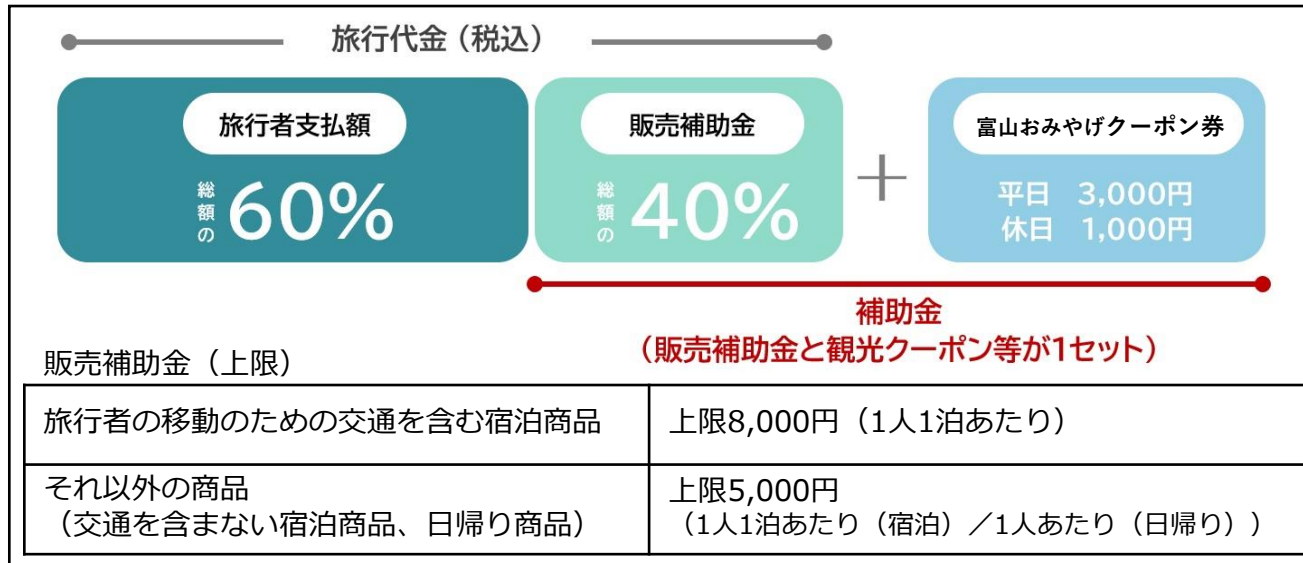 旅行代金（税込）
旅行者支払額
総額の60%
販売補助金
総額の40%
＋
富山おみやげクーポン券
平日　3,000円
休日　1,000円
補助金
（販売補助金と観光クーポン等が1セット）
販売補助金（上限）
旅行者の移動のための交通を含む宿泊商品
上限8,000円（1人1泊あたり）
それ以外の商品
（交通を含まない宿泊商品、日帰り商品）
上限5,000円
（1人1泊あたり（宿泊）／1人あたり（日帰り））